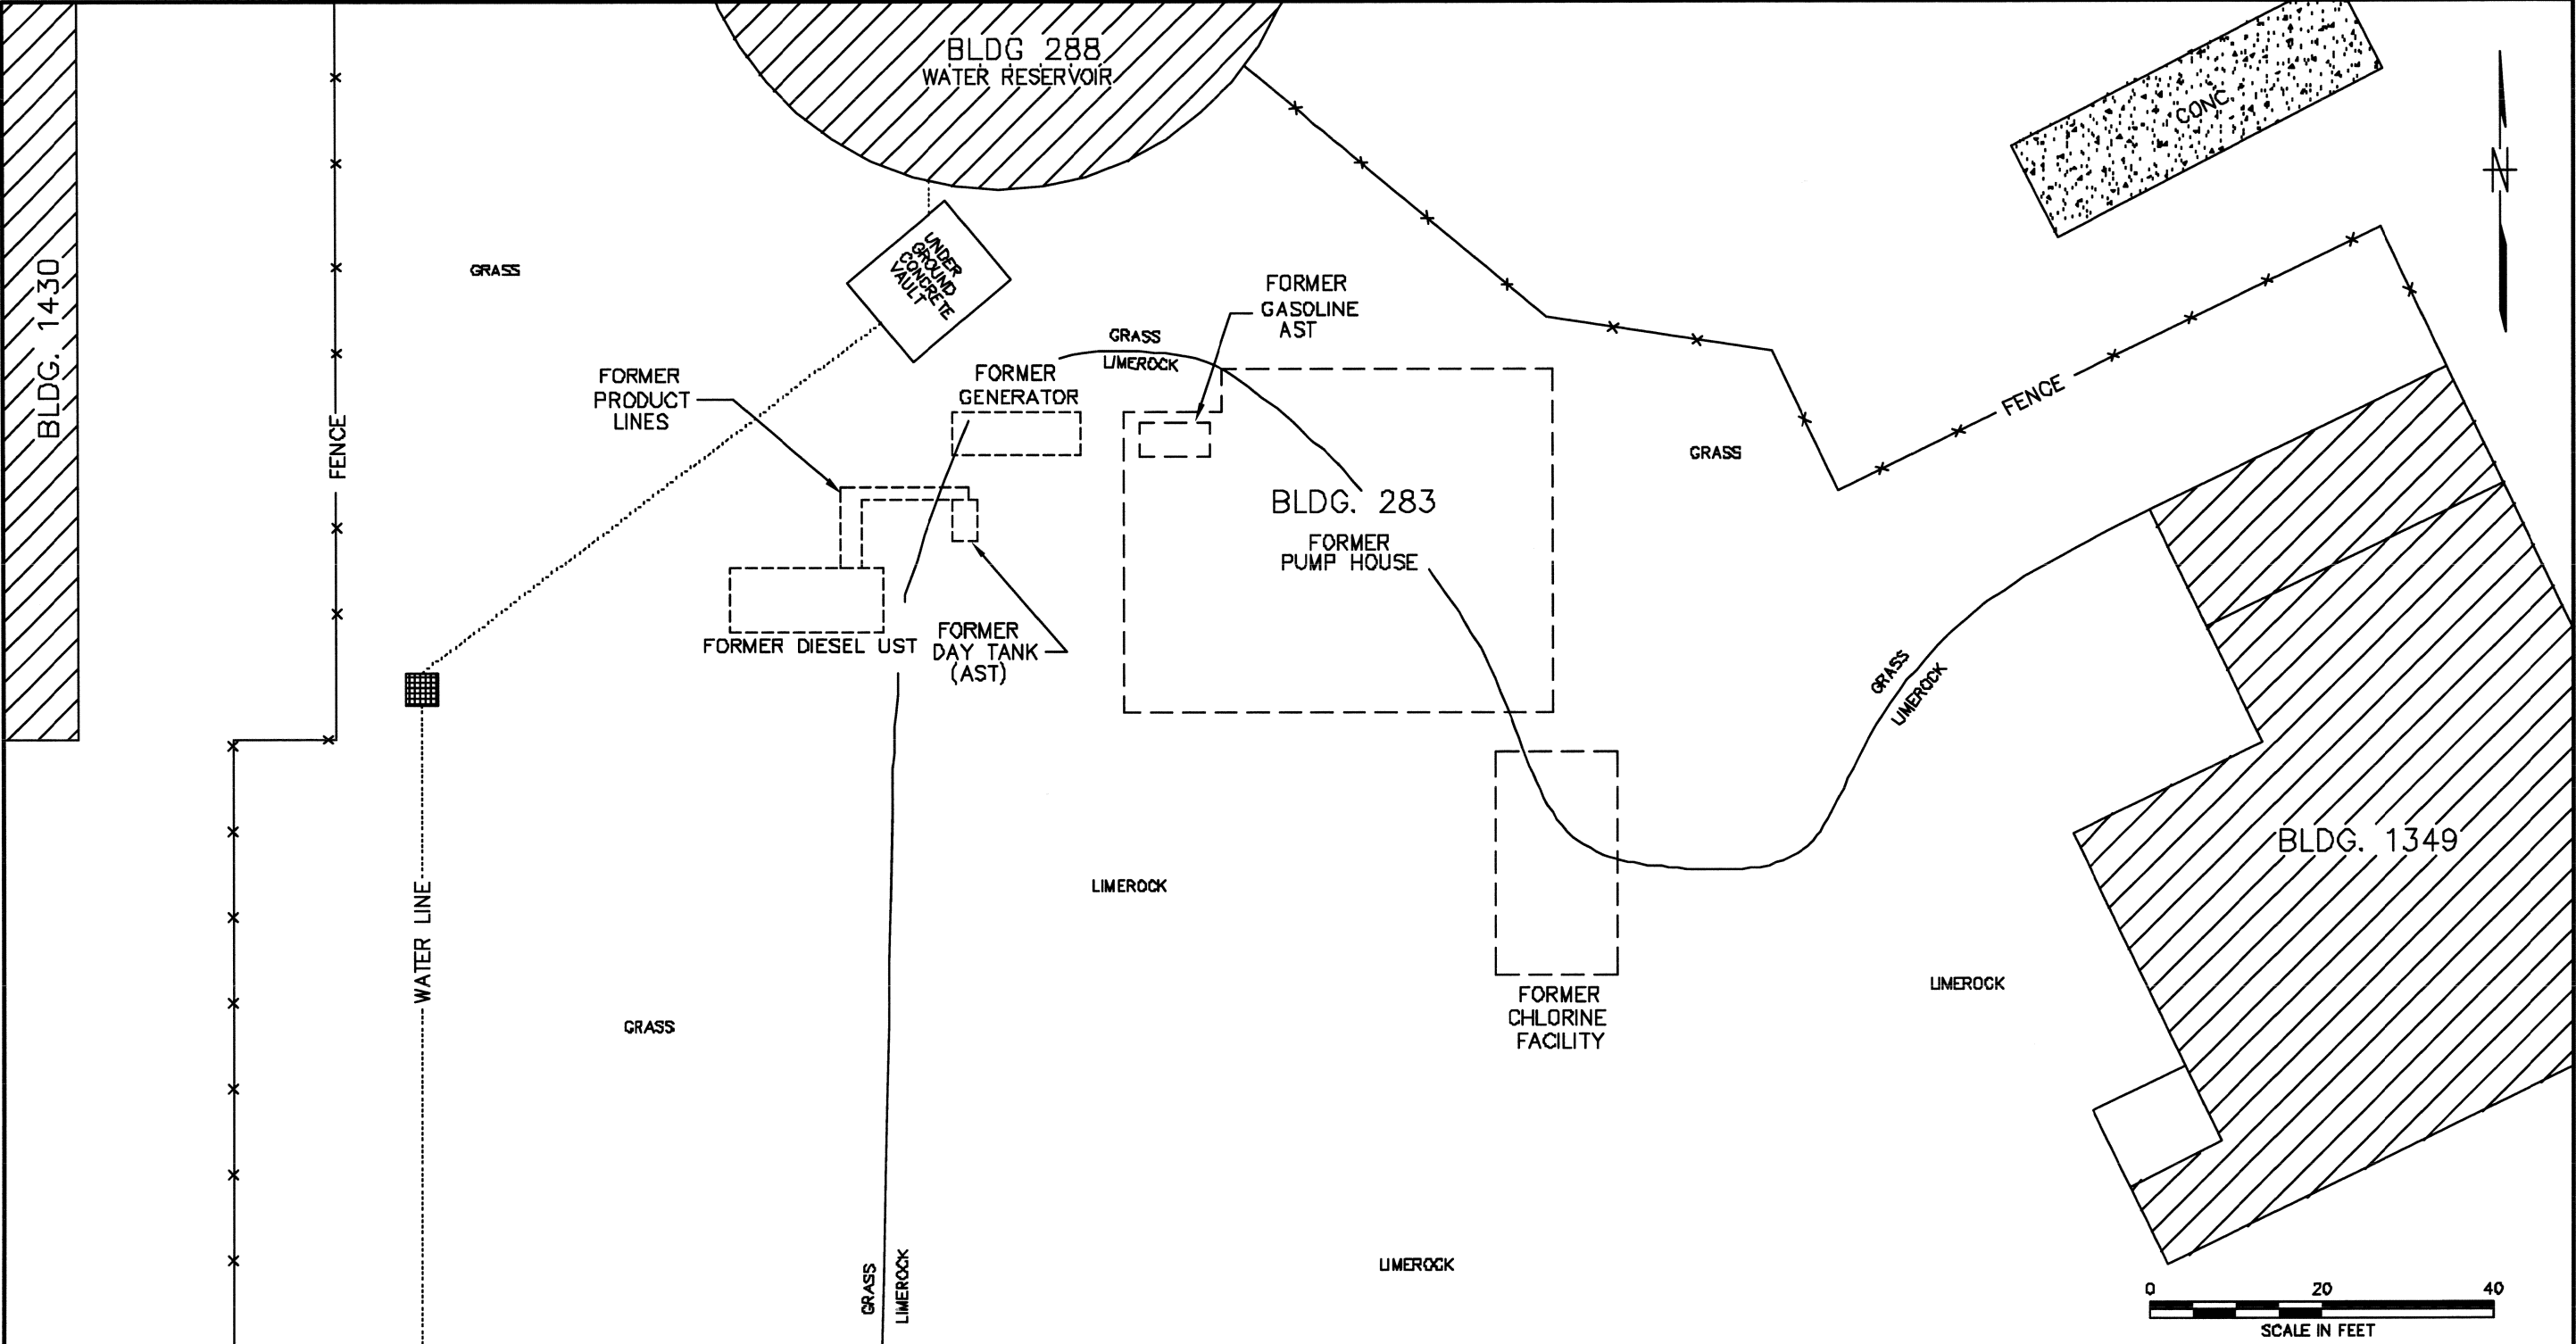 BLDG 288
WATER RESERVOIR
CONC.
N
BLDG. 1430
GRASS
UNDER
GROUND
CONCRETE
VAULT
FORMER
GASOLINE
AST
GRASS
LIMEROCK
FORMER
PRODUCT
LINES
FORMER
GENERATOR
FENCE
FENCE
GRASS
BLDG. 283
FORMER
PUMP HOUSE
FORMER DIESEL UST
FORMER
DAY TANK
(AST)
GRASS
LIMEROCK
BLDG. 1349
WATER LINE
LIMEROCK
LIMEROCK
FORMER
CHLORINE
FACILITY
GRASS
GRASS
LIMEROCK
LIMEROCK
0 20 40
SCALE IN FEET